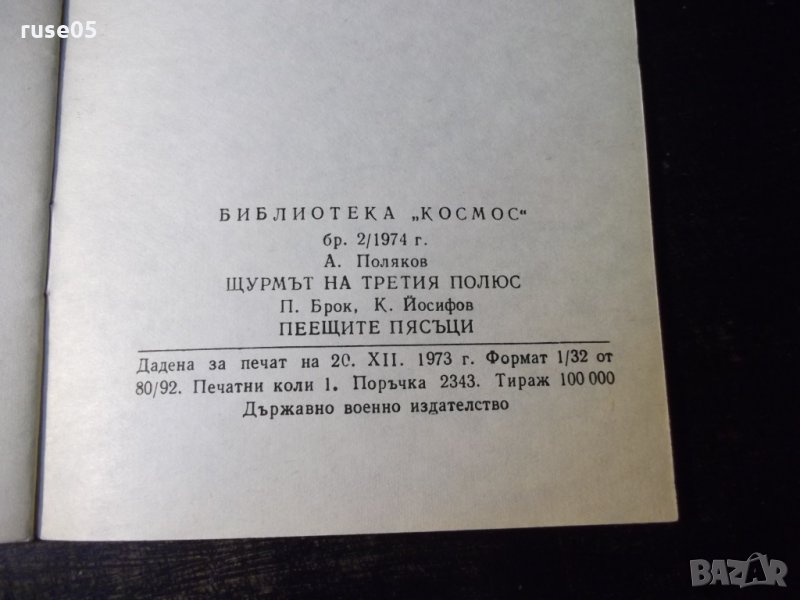 ruse05
БИБЛИОТЕКА „КОСМОС“
бр. 2/1974 г.
А. Поляков
ЩУРМЪТ НА ТРЕТИЯ ПОЛЮС
П. Брок, К. Йосифов
ПЕЕЩИТЕ ПЯСЪЦИ
Дадена за печат на 20. XII. 1973 г. Формат 1/32 от
80/92. Печатни коли 1. Поръчка 2343. Тираж 100 000
Държавно военно издателство
BAZAR